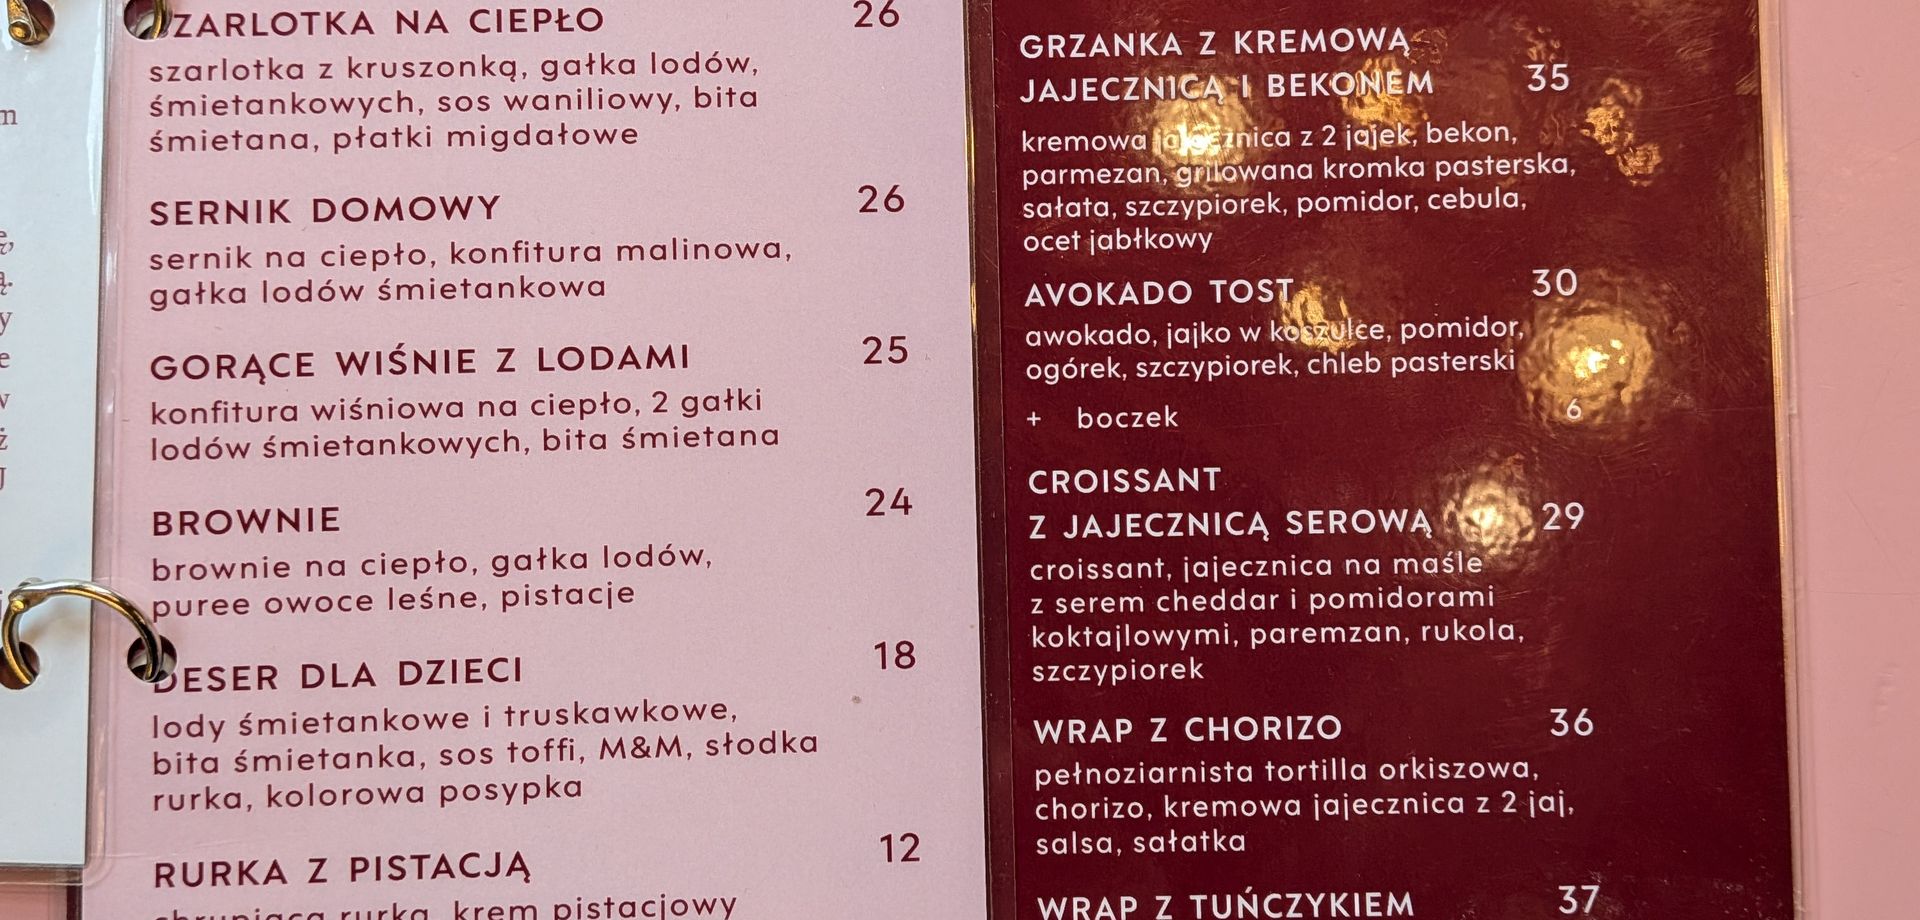 SZARLOTKA NA CIEPŁO 26
szarlotka z kruszonką, gałka lodów,
śmietankowych, sos waniliowy, bita
śmietana, płatki migdałowe
SERNIK DOMOWY 26
sernik na ciepło, konfitura malinowa,
gałka lodów śmietankowa
GORĄCE WIŚNIE Z LODAMI 25
konfitura wiśniowa na ciepło, 2 gałki
lodów śmietankowych, bita śmietana
BROWNIE 24
brownie na ciepło, gałka lodów,
puree owoce leśne, pistacje
DESER DLA DZIECI 18
lody śmietankowe i truskawkowe,
bita śmietanka, sos toffi, M&M, słodka
rurka, kolorowa posypka
RURKA Z PISTACJĄ 12
chrupiąca rurka, krem pistacjowy
GRZANKA Z KREMOWĄ
JAJECZNICĄ I BEKONEM 35
kremowa jajecznica z 2 jajek, bekon,
parmezan, grilowana kromka pasterska,
sałata, szczypiorek, pomidor, cebula,
ocet jabłkowy
AVOKADO TOST 30
awokado, jajko w koszulce, pomidor,
ogórek, szczypiorek, chleb pasterski
+ boczek 6
CROISSANT
Z JAJECZNICĄ SEROWĄ 29
croissant, jajecznica na maśle
z serem cheddar i pomidorami
koktajlowymi, paremzan, rukola,
szczypiorek
WRAP Z CHORIZO 36
pełnoziarnista tortilla orkiszowa,
chorizo, kremowa jajecznica z 2 jaj,
salsa, sałatka
WRAP Z TUŃCZYKIEM 37